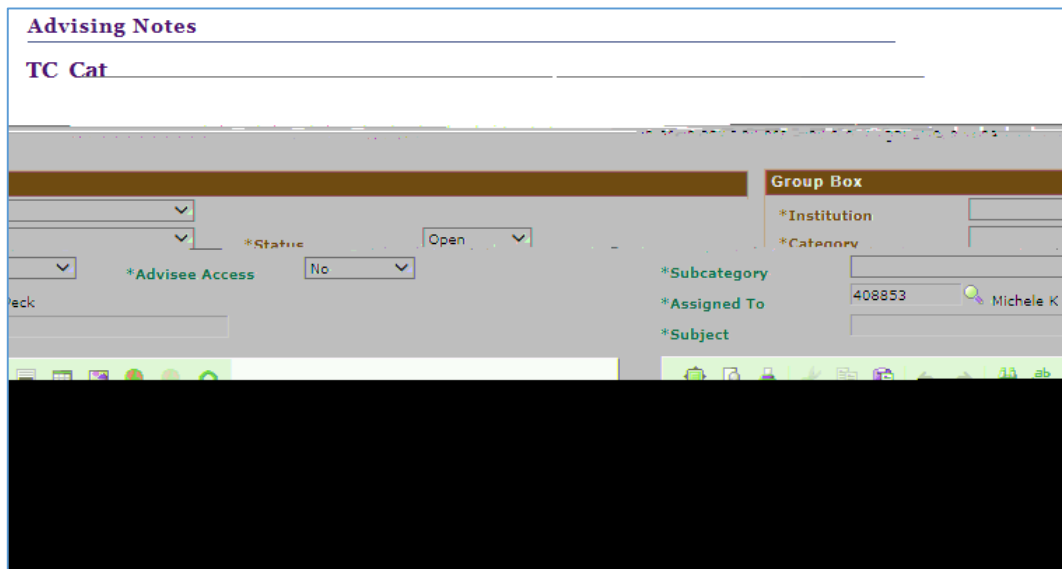 Advising Notes
TC Cat
Group Box
*Institution
*Status Open *Category
*Advisee Access No *Subcategory
*Assigned To 408853 Michele K
*Subject
ab